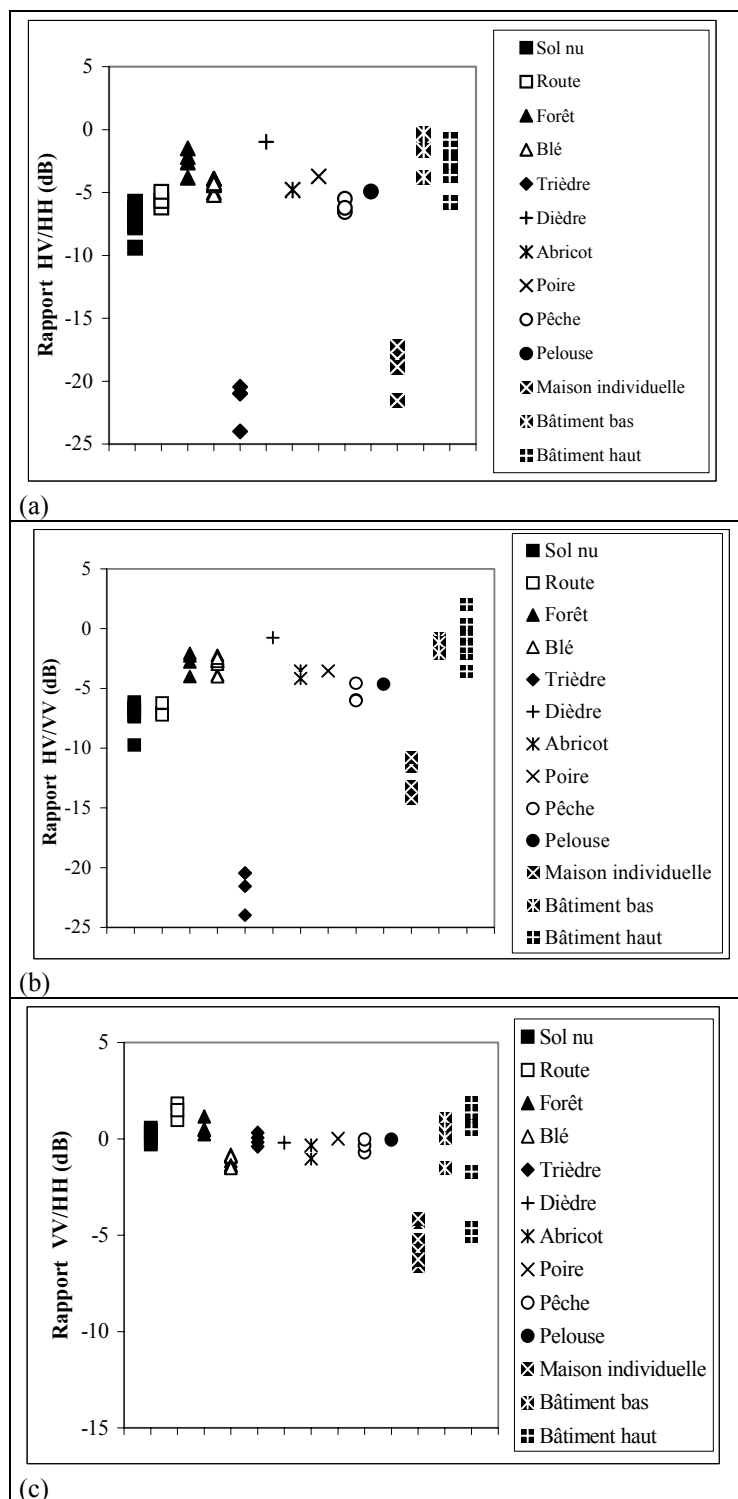 Rapport HV/HH (dB)
5
0
-5
-10
-15
-20
-25
Sol nu
Route
Forêt
Blé
Trièdre
Dièdre
Abricot
Poire
Pêche
Pelouse
Maison individuelle
Bâtiment bas
Bâtiment haut
(a)
Rapport HV/VV (dB)
5
0
-5
-10
-15
-20
-25
Sol nu
Route
Forêt
Blé
Trièdre
Dièdre
Abricot
Poire
Pêche
Pelouse
Maison individuelle
Bâtiment bas
Bâtiment haut
(b)
Rapport VV/HH (dB)
5
0
-5
-10
-15
Sol nu
Route
Forêt
Blé
Trièdre
Dièdre
Abricot
Poire
Pêche
Pelouse
Maison individuelle
Bâtiment bas
Bâtiment haut
(c)